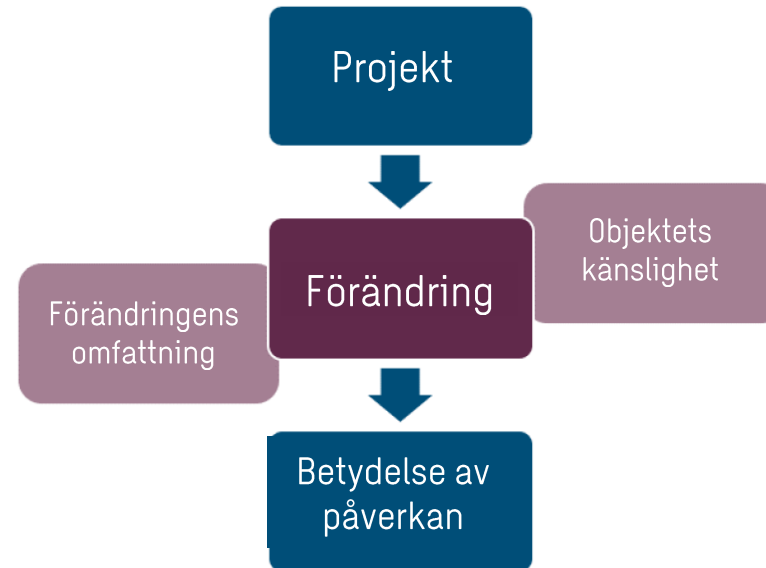 Projekt
Objektets
känslighet
Förändring
Förändringens
omfattning
Betydelse av
påverkan